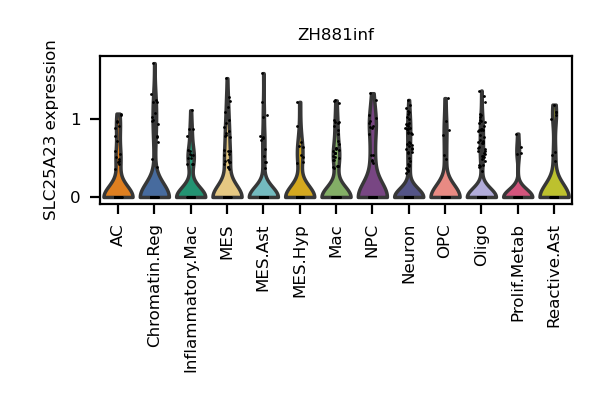 ZH881inf
SLC25A23 expression
1
0
AC
Chromatin.Reg
Inflammatory.Mac
MES
MES.Ast
MES.Hyp
Mac
NPC
Neuron
OPC
Oligo
Prolif.Metab
Reactive.Ast